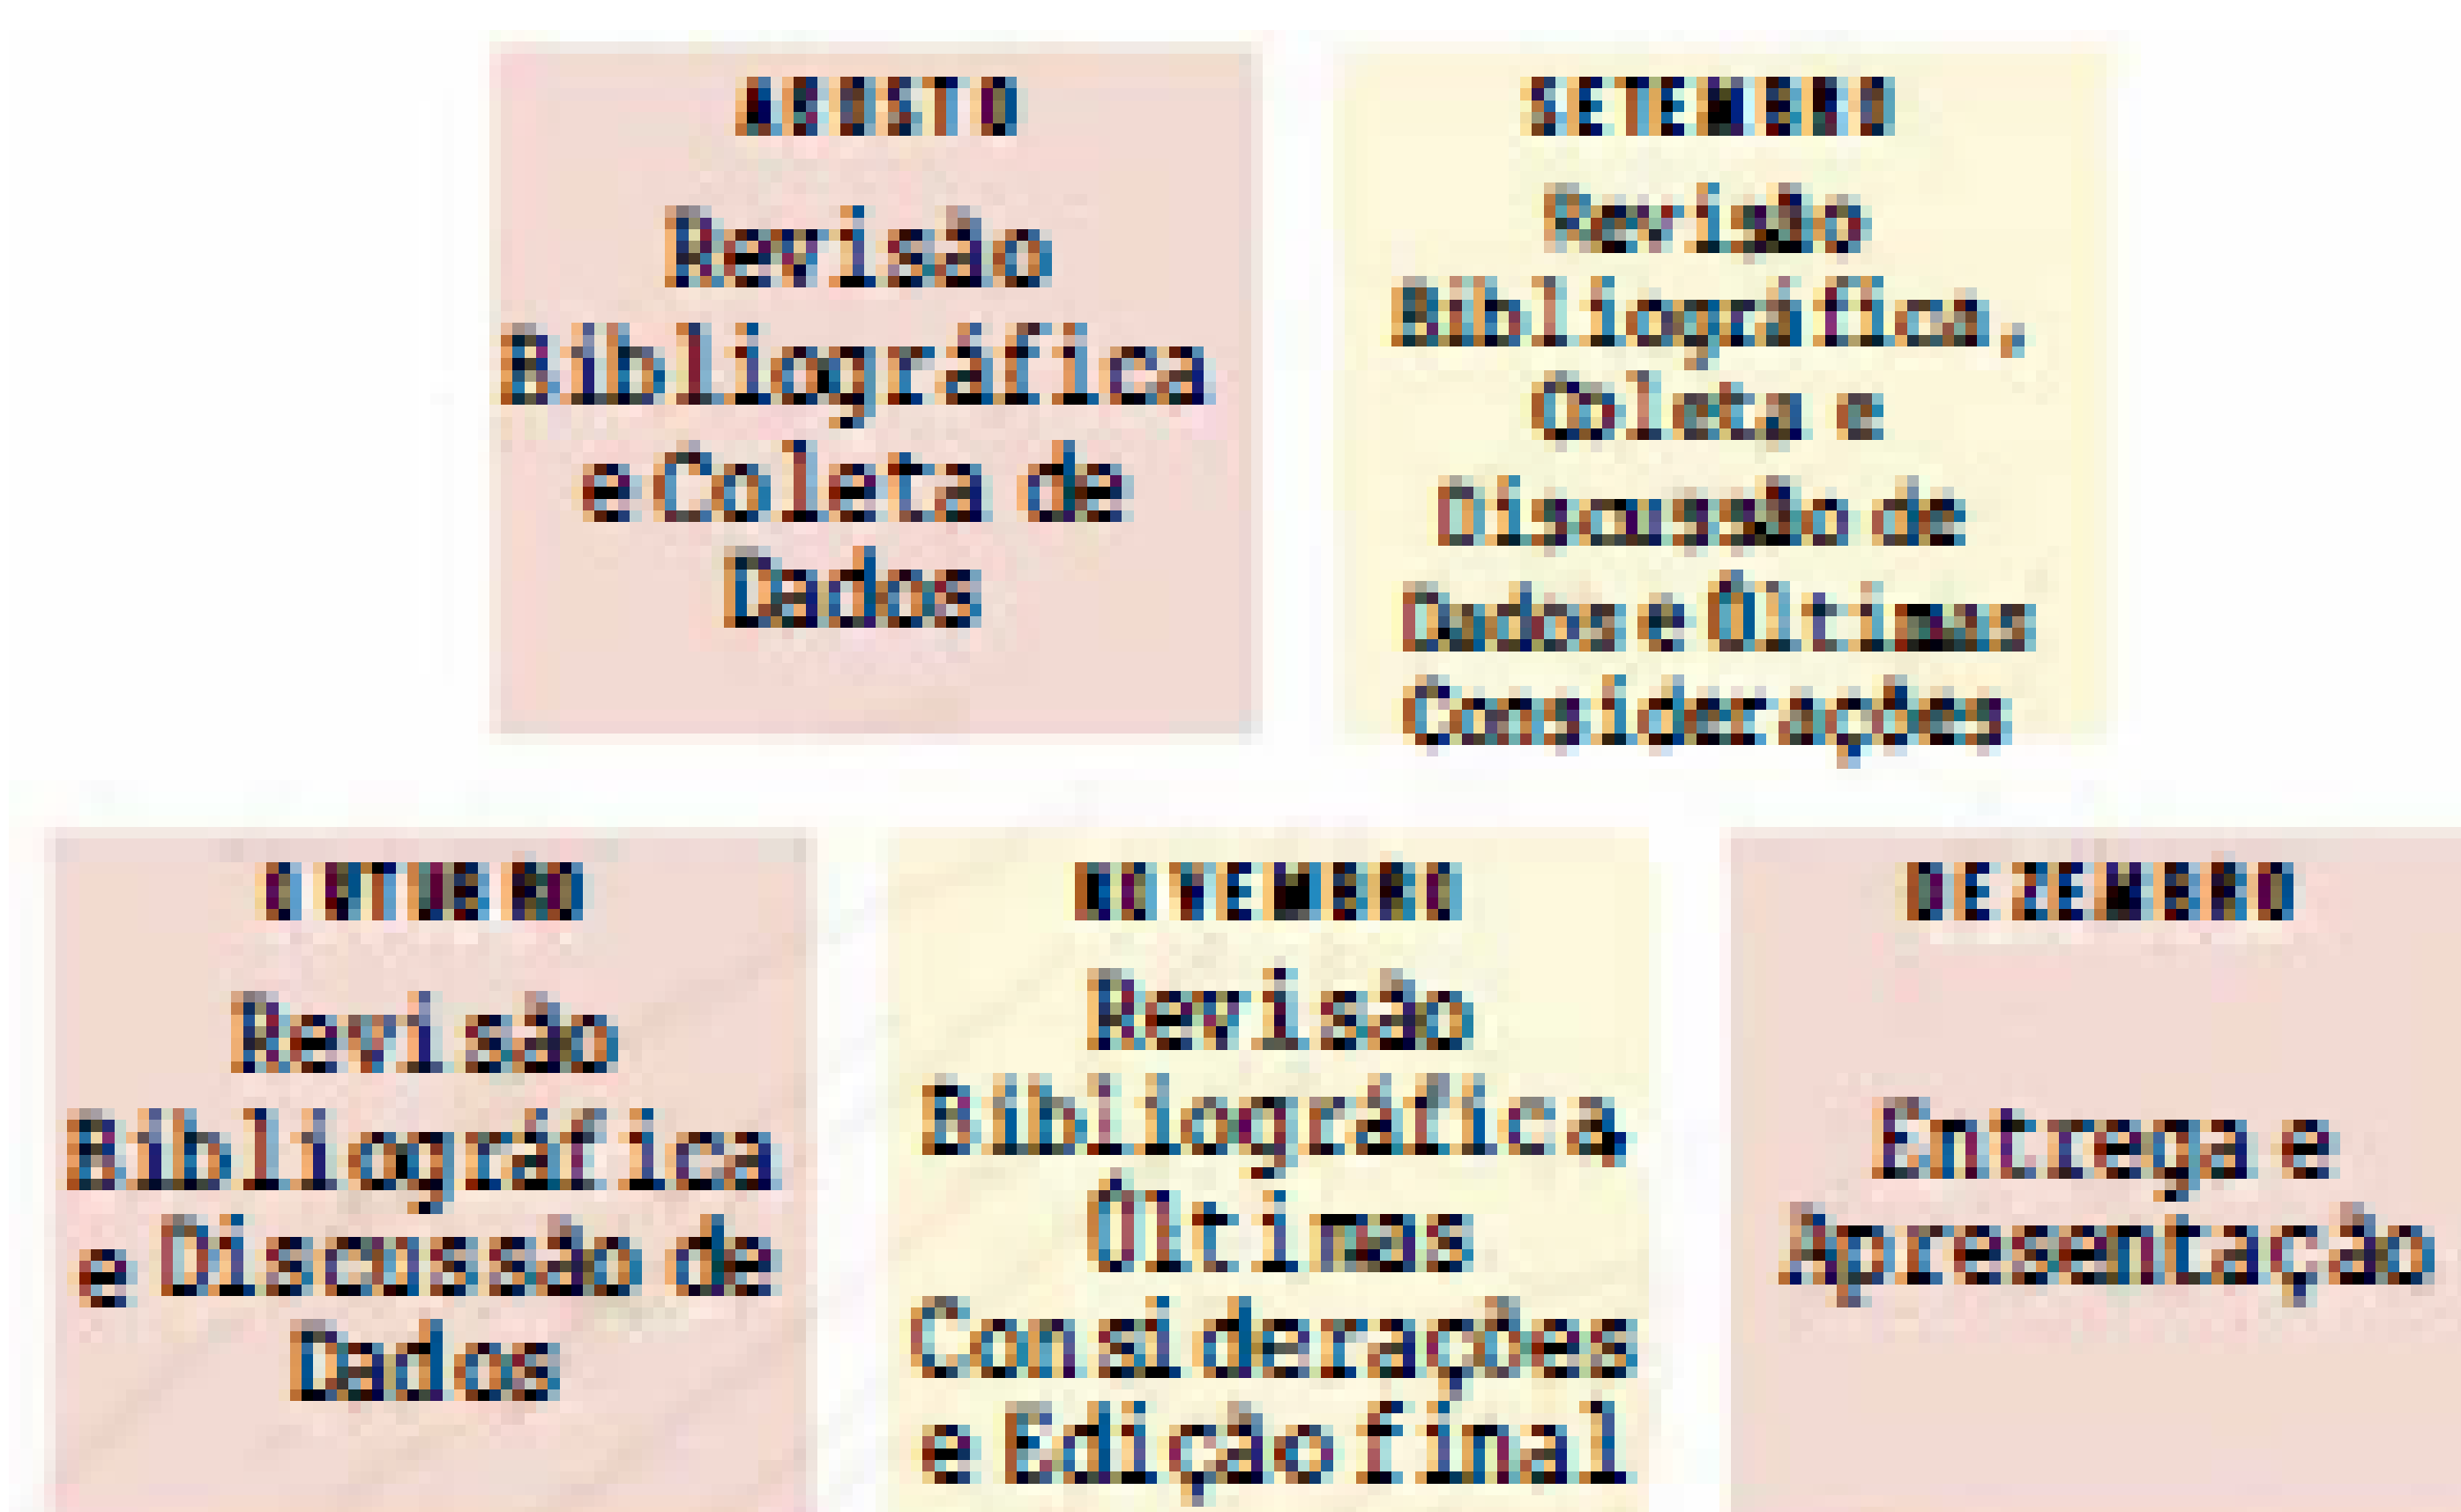 AGOSTO
Revisão
Bibliográfica
e Coleta de
Dados
SETEMBRO
Revisão
Bibliográfica,
Coleta e
Discussão de
Dados e Últimas
Considerações
OUTUBRO
Revisão
Bibliográfica
e Discussão de
Dados
NOVEMBRO
Revisão
Bibliográfica,
Últimas
Considerações
e Edição final
DEZEMBRO
Entrega e
Apresentação